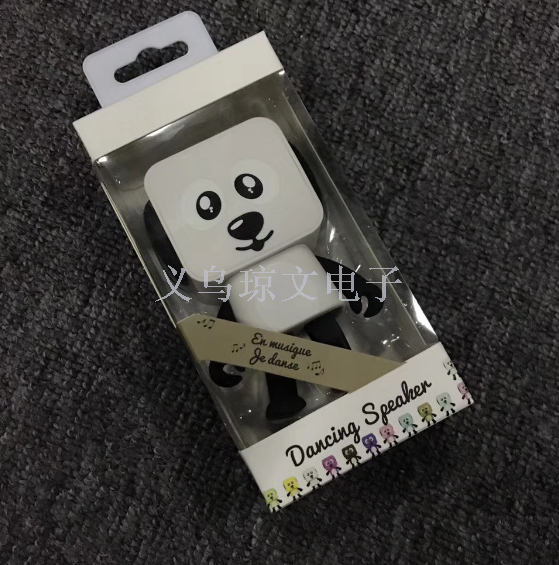 义乌琼文电子
En musique
Je danse
Dancing Speaker